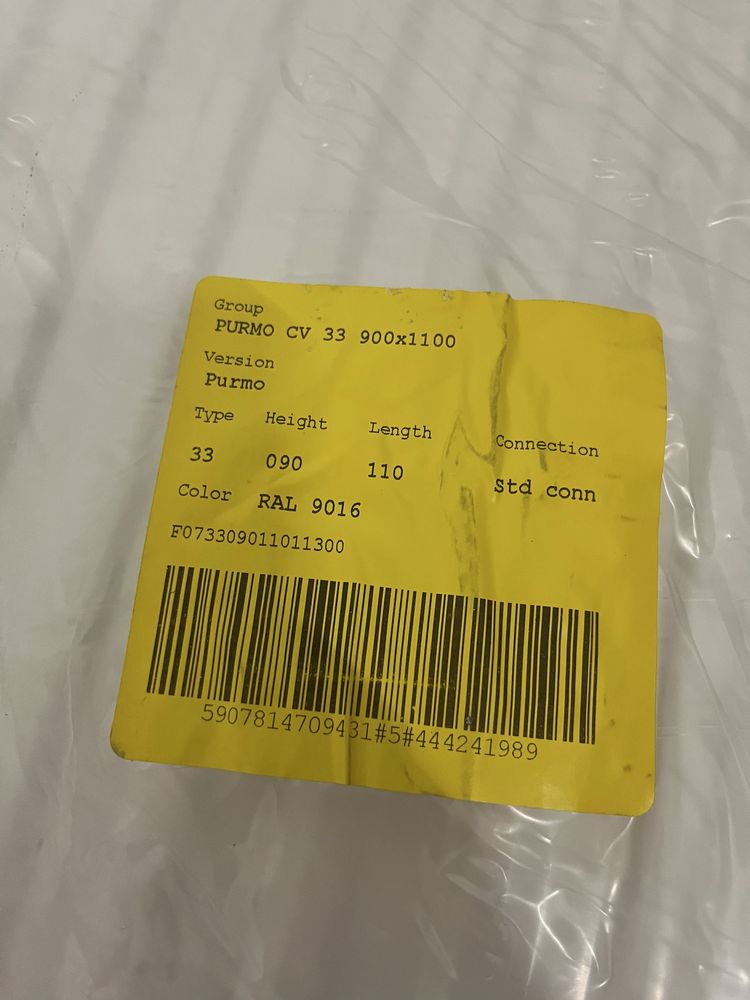 Group
PURMO CV 33 900x1100
Version
Purmo
Type Height Length Connection
33 090 110 Std conn
Color RAL 9016
F073309011011300
5907814709431#5#444241989